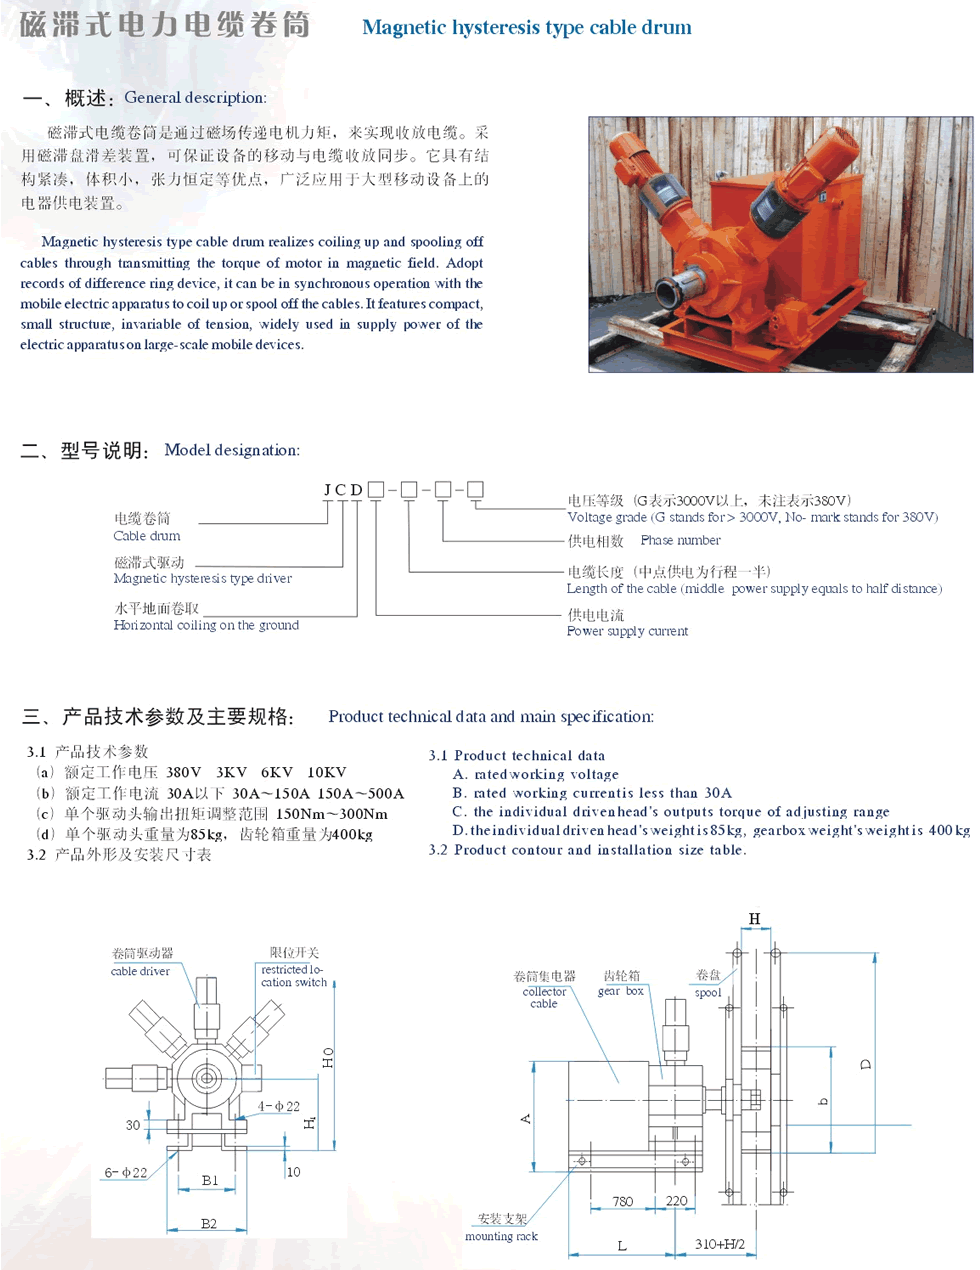 磁滞式电力电缆卷筒
Magnetic hysteresis type cable drum
一、概述：General description:
磁滞式电缆卷筒是通过磁场传递电机力矩，来实现收放电缆。采
用磁滞盘滑差装置，可保证设备的移动与电缆收放同步。它具有结
构紧凑，体积小，张力恒定等优点，广泛应用于大型移动设备上的
电器供电装置。
Magnetic hysteresis type cable drum realizes coiling up and spooling off
cables through transmitting the torque of motor in magnetic field. Adopt
records of difference ring device, it can be in synchronous operation with the
mobile electric apparatus to coil up or spool off the cables. It features compact,
small structure, invariable of tension, widely used in supply power of the
electric apparatus on large-scale mobile devices.
二、型号说明：Model designation:
JCD□-□-□-□
电缆卷筒
Cable drum
磁滞式驱动
Magnetic hysteresis type driver
水平地面卷取
Horizontal coiling on the ground
电压等级（G表示3000V以上，未注表示380V）
Voltage grade (G stands for > 3000V, No- mark stands for 380V)
供电相数 Phase number
电缆长度（中点供电为行程一半）
Length of the cable (middle power supply equals to half distance)
供电电流
Power supply current
三、产品技术参数及主要规格：Product technical data and main specification:
3.1 产品技术参数
(a) 额定工作电压 380V 3KV 6KV 10KV
(b) 额定工作电流 30A以下 30A～150A 150A～500A
(c) 单个驱动头输出扭矩调整范围 150Nm～300Nm
(d) 单个驱动头重量为85kg，齿轮箱重量为400kg
3.2 产品外形及安装尺寸表
3.1 Product technical data
A. rated working voltage
B. rated working current is less than 30A
C. the individual driven head's outputs torque of adjusting range
D. the individual driven head's weight is 85kg, gearbox weight's weight is 400kg
3.2 Product contour and installation size table.
卷筒驱动器
cable driver
限位开关
restricted lo-
cation switch
H0
H1
4-φ22
30
6-φ22
10
B1
B2
H
卷筒集电器
collector
cable
齿轮箱
gear box
卷盘
spool
A
b
D
780
220
安装支架
mounting rack
L
310+H/2